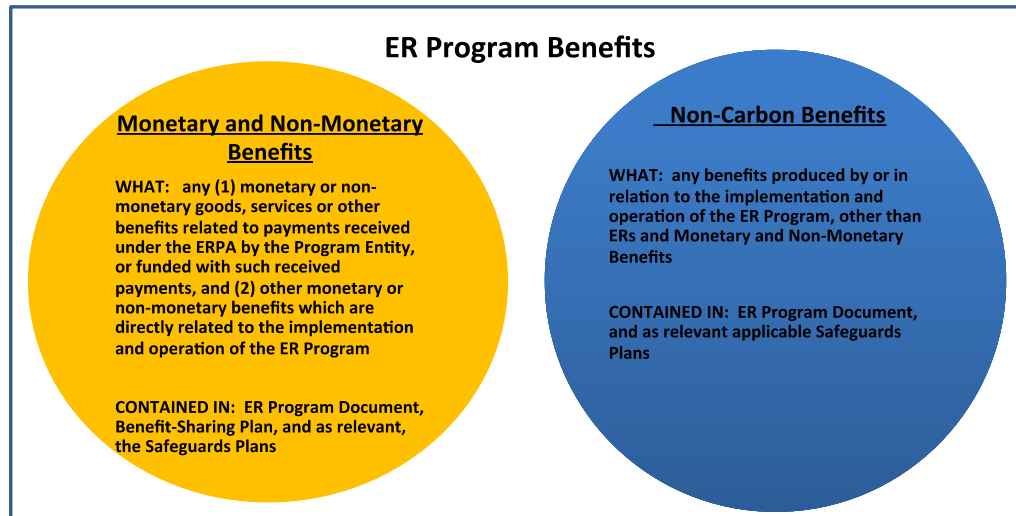 ER Program Benefits
Monetary and Non-Monetary
Benefits
WHAT: any (1) monetary or non-
monetary goods, services or other
benefits related to payments received
under the ERPA by the Program Entity,
or funded with such received
payments, and (2) other monetary or
non-monetary benefits which are
directly related to the implementation
and operation of the ER Program
CONTAINED IN: ER Program Document,
Benefit-Sharing Plan, and as relevant,
the Safeguards Plans
Non-Carbon Benefits
WHAT: any benefits produced by or in
relation to the implementation and
operation of the ER Program, other than
ERs and Monetary and Non-Monetary
Benefits
CONTAINED IN: ER Program Document,
and as relevant applicable Safeguards
Plans